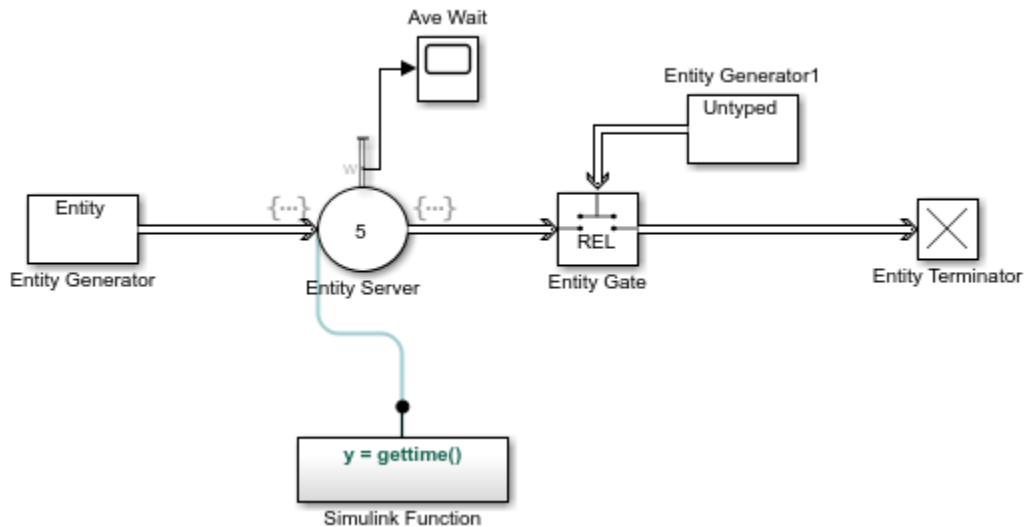 Ave Wait
Entity Generator1
Untyped
w
Entity
{...}
{...}
5
REL
Entity Generator
Entity Server
Entity Gate
Entity Terminator
y = gettime()
Simulink Function